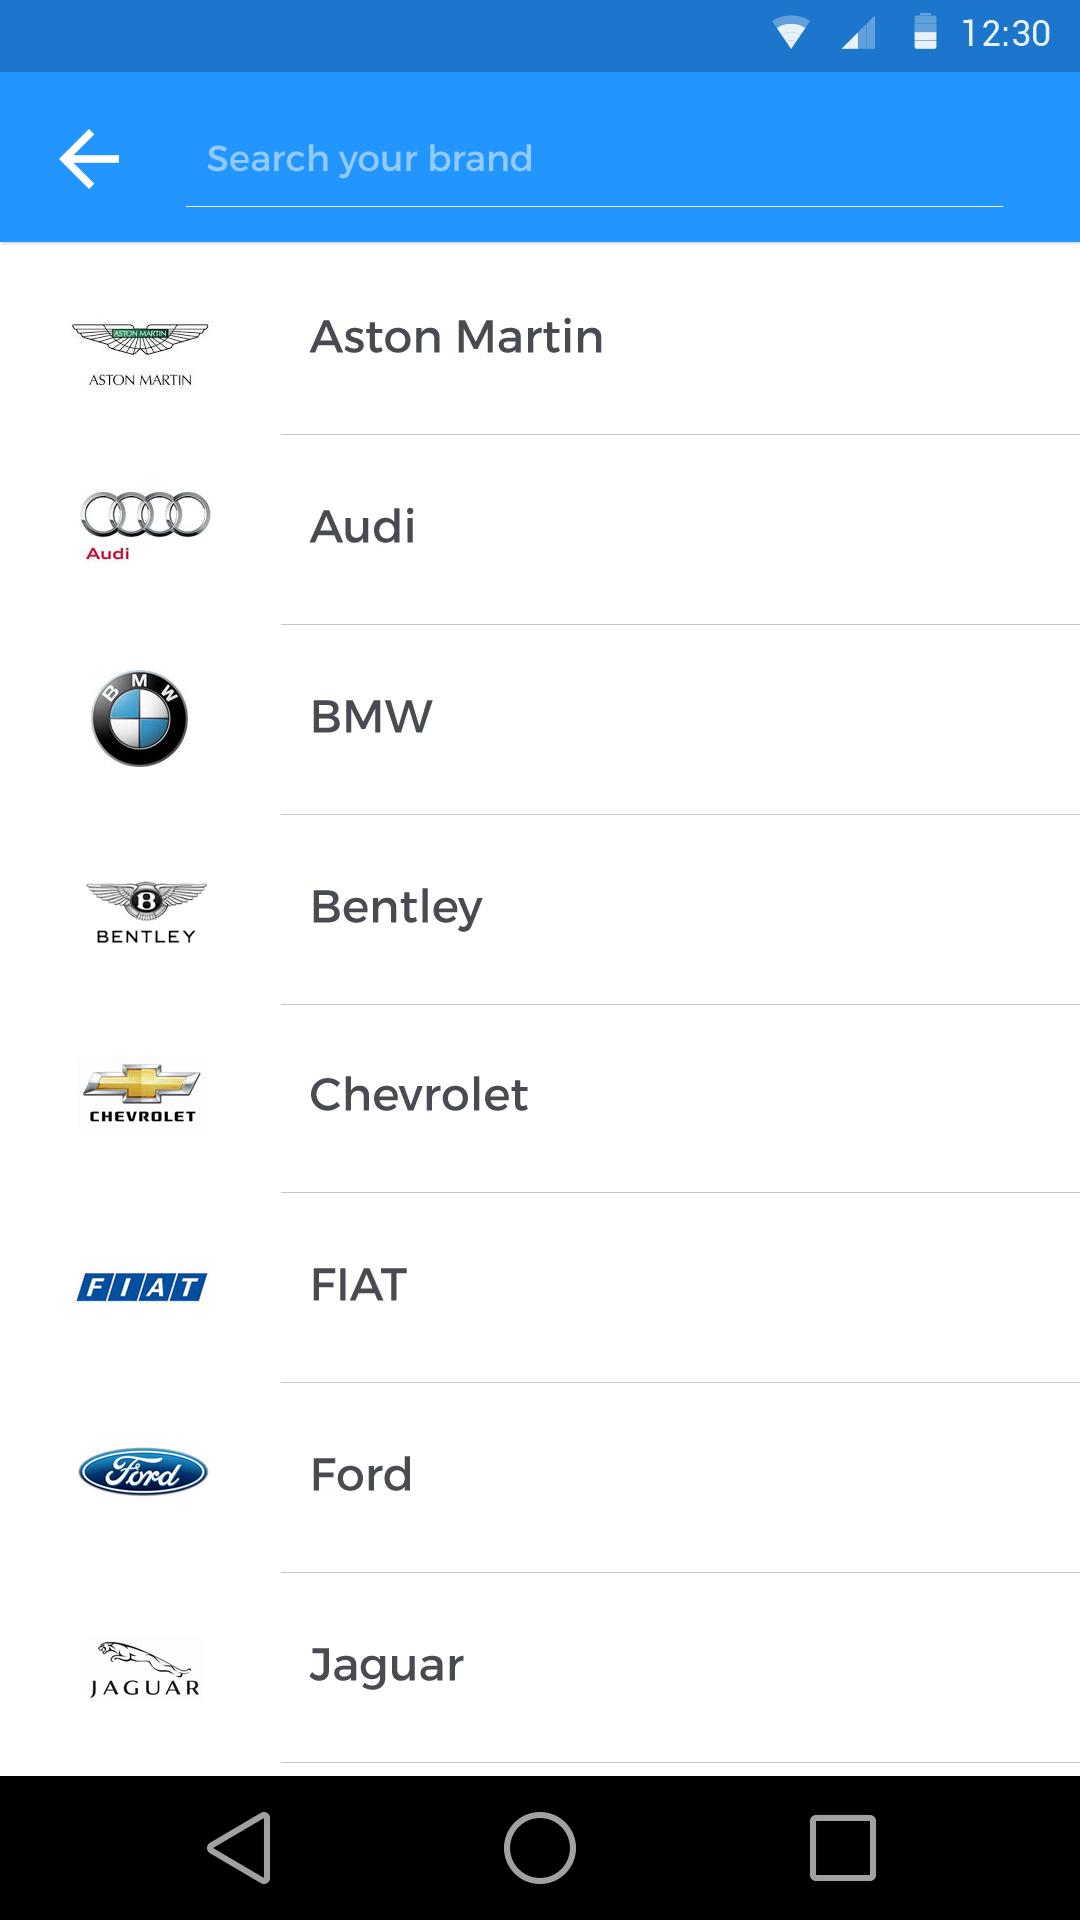 12:30
Search your brand
ASTON MARTIN
ASTON MARTIN
Aston Martin
Audi
Audi
BMW
BMW
B
BENTLEY
Bentley
CHEVROLET
Chevrolet
FIAT
FIAT
Ford
Ford
JAGUAR
Jaguar